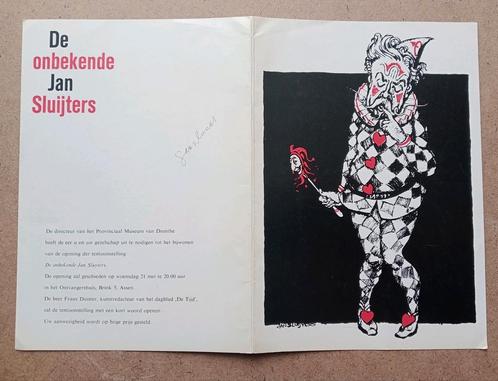 De
onbekende
Jan
Sluijters
De directeur van het Provinciaal Museum van Drenthe
heeft de eer u en uw gezelschap uit te nodigen tot het bijwonen
van de opening der tentoonstelling
De onbekende Jan Sluyters.
De opening zal geschieden op woensdag 21 mei te 20.00 uur
in het Ontvangershuis, Brink 5, Assen.
De heer Frans Duister, kunstredacteur van het dagblad „De Tijd",
zal de tentoonstelling met een kort woord openen.
Uw aanwezigheid wordt op hoge prijs gesteld.